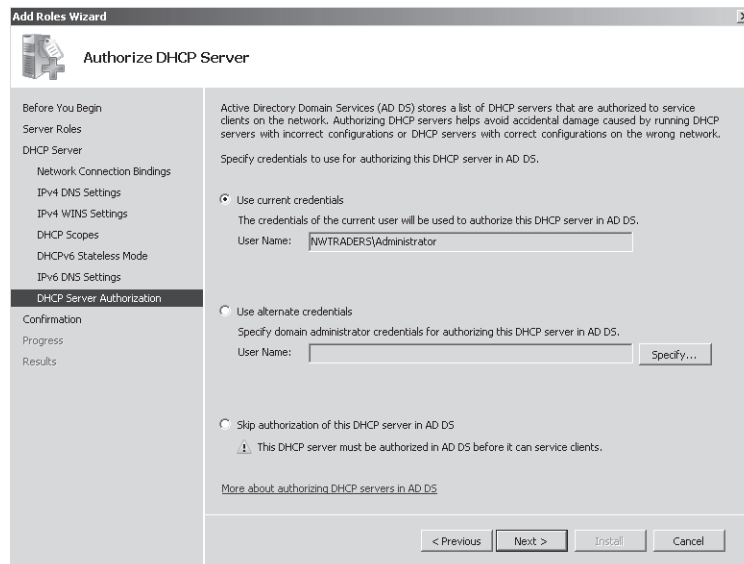 Add Roles Wizard
Authorize DHCP Server
Before You Begin
Server Roles
DHCP Server
Network Connection Bindings
IPv4 DNS Settings
IPv4 WINS Settings
DHCP Scopes
DHCPv6 Stateless Mode
IPv6 DNS Settings
DHCP Server Authorization
Confirmation
Progress
Results
Active Directory Domain Services (AD DS) stores a list of DHCP servers that are authorized to service
clients on the network. Authorizing DHCP servers helps avoid accidental damage caused by running DHCP
servers with incorrect configurations or DHCP servers with correct configurations on the wrong network.
Specify credentials to use for authorizing this DHCP server in AD DS.
Use current credentials
The credentials of the current user will be used to authorize this DHCP server in AD DS.
User Name: NWTRADERS\Administrator
Use alternate credentials
Specify domain administrator credentials for authorizing this DHCP server in AD DS.
User Name: Specify...
Skip authorization of this DHCP server in AD DS
This DHCP server must be authorized in AD DS before it can service clients.
More about authorizing DHCP servers in AD DS
< Previous Next > Install Cancel